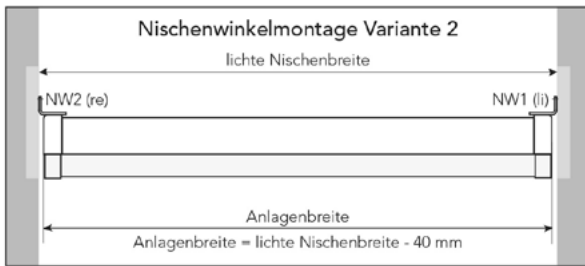 Nischenwinkelmontage Variante 2
lichte Nischenbreite
NW2 (re)
NW1 (li)
Anlagenbreite
Anlagenbreite = lichte Nischenbreite - 40 mm